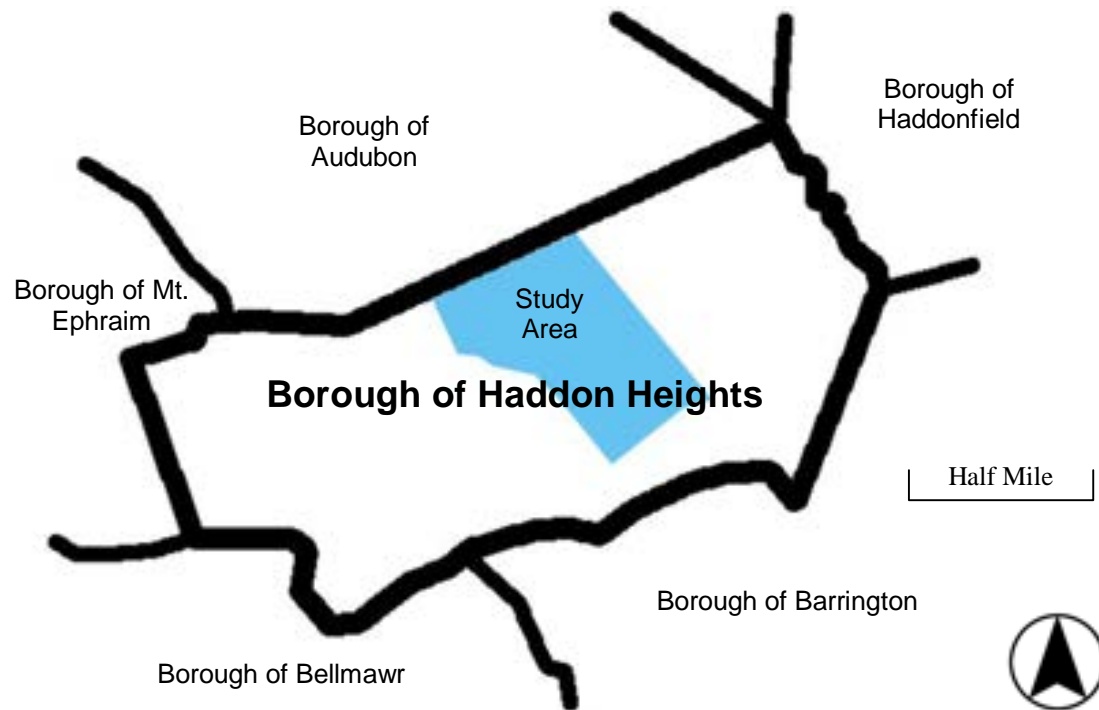 Borough of
Haddonfield
Borough of
Audubon
Borough of Mt.
Ephraim
Study
Area
Borough of Haddon Heights
Half Mile
Borough of Barrington
Borough of Bellmawr